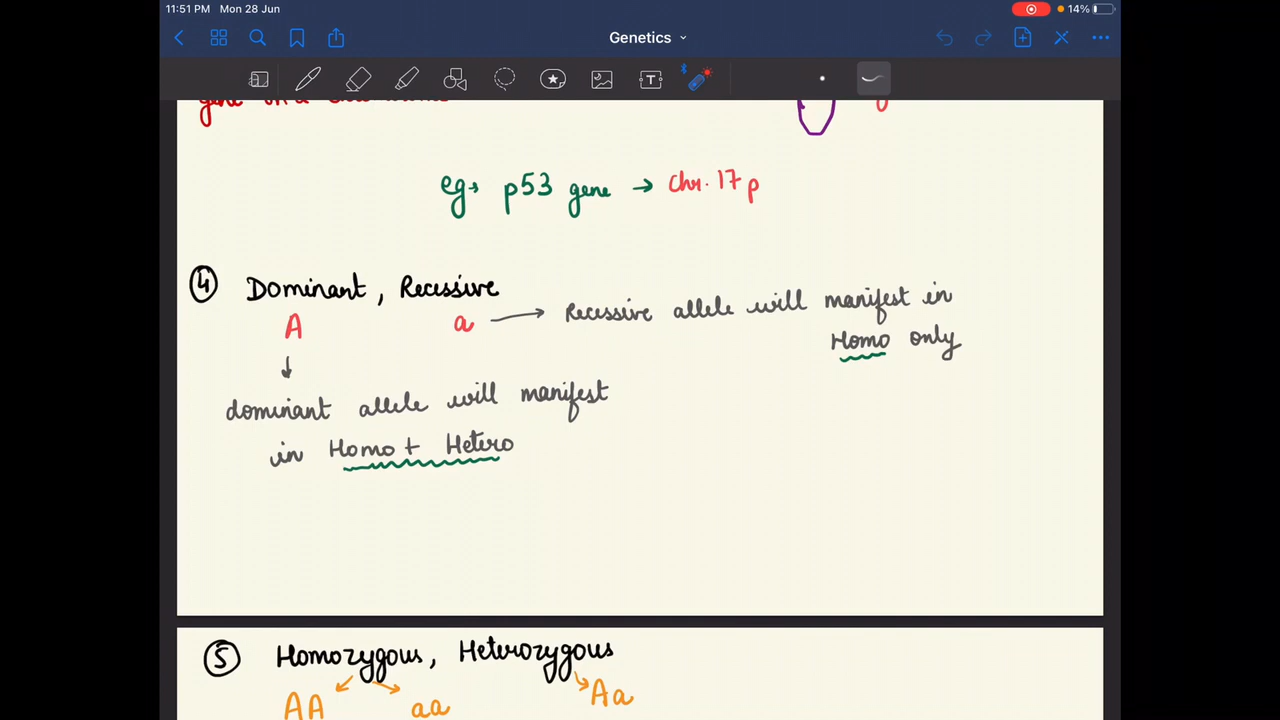 11:51 PM Mon 28 Jun
14%
Genetics
T
eg→ p53 gene → Chr. 17 p
④ Dominant, Recessive
A
a → Recessive allele will manifest in
Homo only
↓
dominant allele will manifest
in Homo + Hetero
⑤ Homozygous, Heterozygous
AA aa Aa